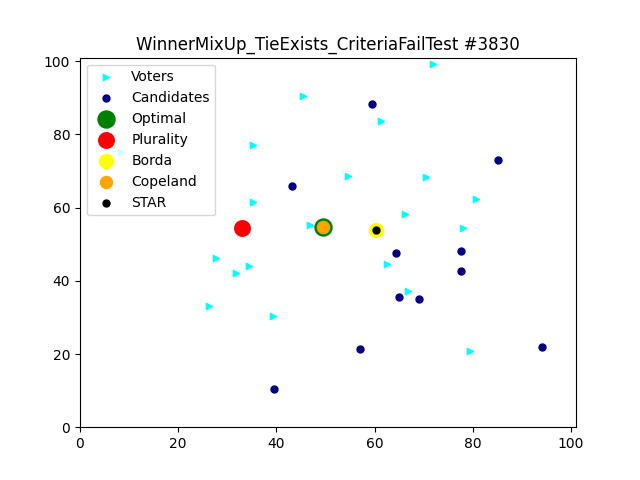 WinnerMixUp_TieExists_CriteriaFailTest #3830
100
80
60
40
20
0
0 20 40 60 80 100
Voters
Candidates
Optimal
Plurality
Borda
Copeland
STAR